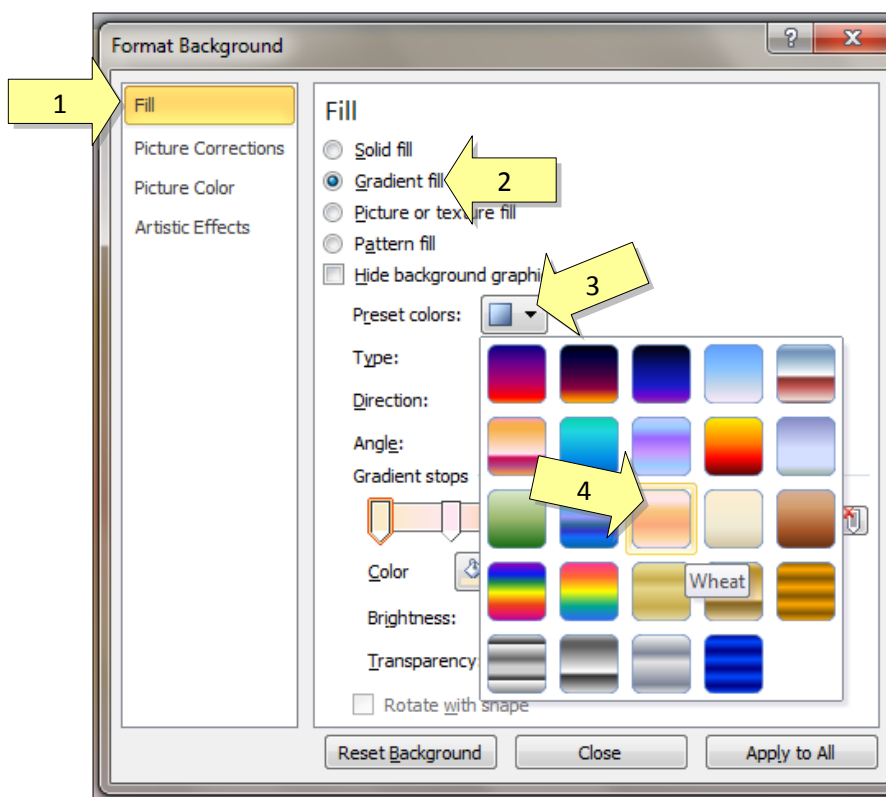 Format Background
?
X
1
Fill
Picture Corrections
Picture Color
Artistic Effects
Fill
Solid fill
Gradient fill
2
Picture or texture fill
Pattern fill
Hide background graphi
3
Preset colors:
Type:
Direction:
Angle:
Gradient stops
4
Color
Wheat
Brightness:
Transparency:
Rotate with shape
Reset Background
Close
Apply to All